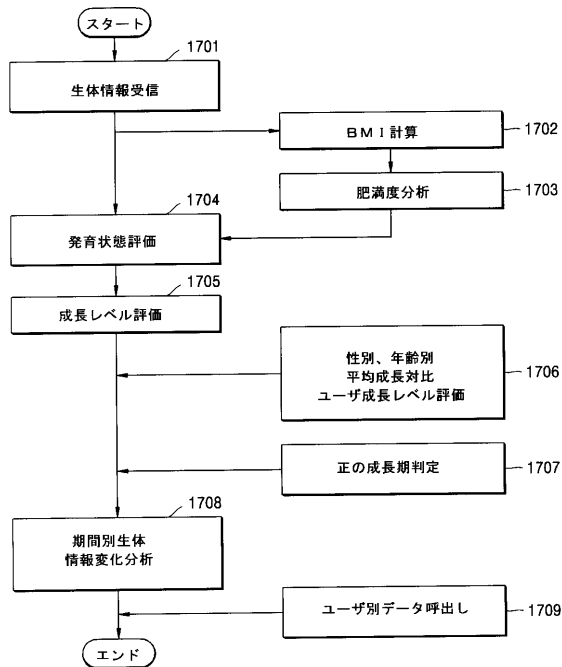 スタート
1701
生体情報受信
BMI計算
1702
肥満度分析
1703
1704
発育状態評価
1705
成長レベル評価
性別、年齢別
平均成長対比
ユーザ成長レベル評価
1706
正の成長期判定
1707
1708
期間別生体
情報変化分析
ユーザ別データ呼出し
1709
エンド